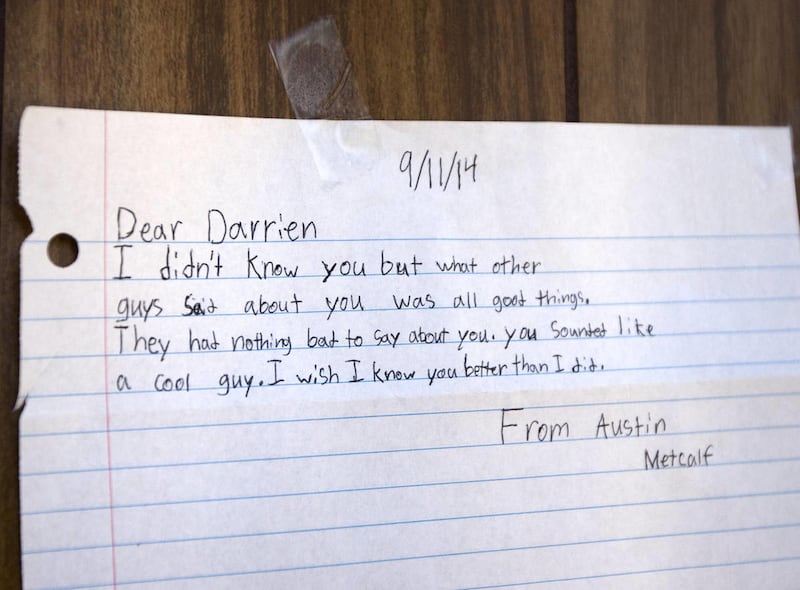 9/11/14
Dear Darrien
I didn't know you but what other
guys said about you was all good things.
They had nothing bad to say about you. you sounded like
a cool guy. I wish I know you better than I did.
From Austin
Metcalf